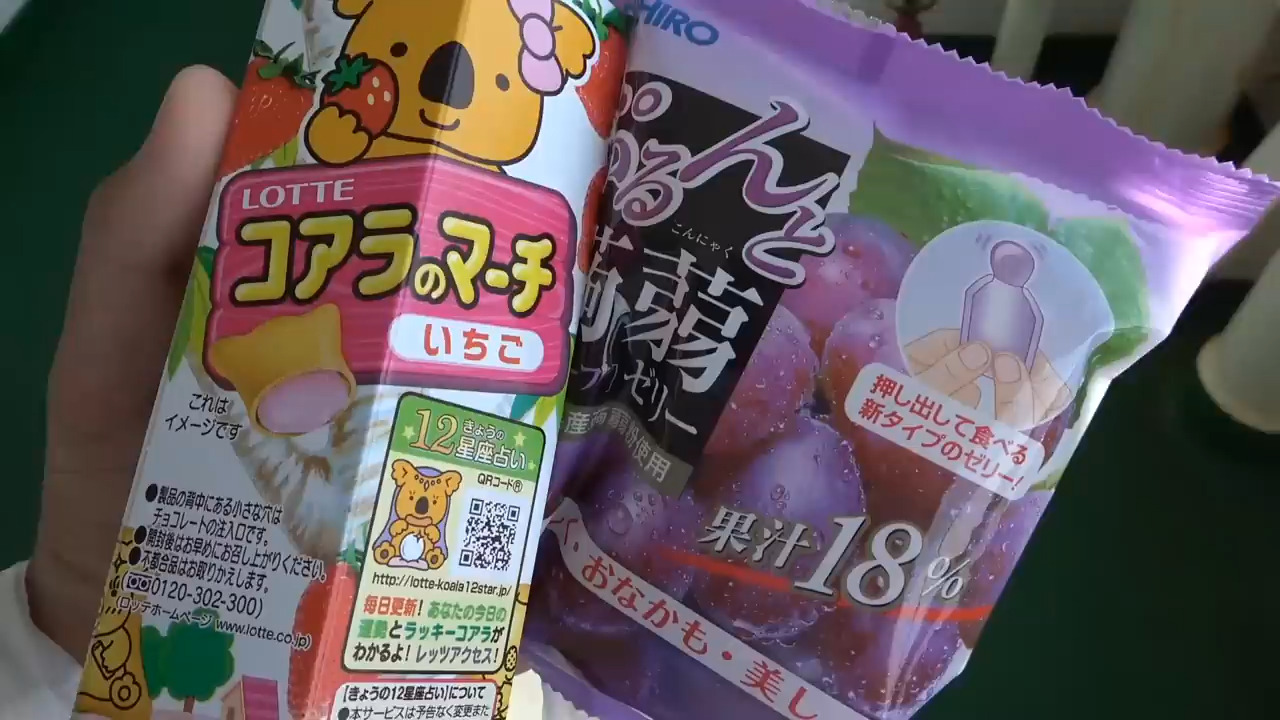 LOTTE
コアラのマーチ
いちご
これは
イメージです
●製品の背中にある小さな穴は
チョコレートの注入口です。
●開封後はお早めにお召し上がりください。
●不都合品はお取りかえします。
0120-302-300)
(ロッテホームページ www.lotte.co.jp)
きょうの
12星座占い
QRコード®
http://lotte-koala12star.jp/
毎日更新! あなたの今日の
運勢とラッキーコアラが
わかるよ! レッツアクセス!
【きょうの12星座占い】について
●本サービスは予告なく変更また
HIRO
ぷるんと
こんにゃく
蒟蒻
ゼリー
押し出して食べる
新タイプのゼリー!
果汁18%
おなかも・美し